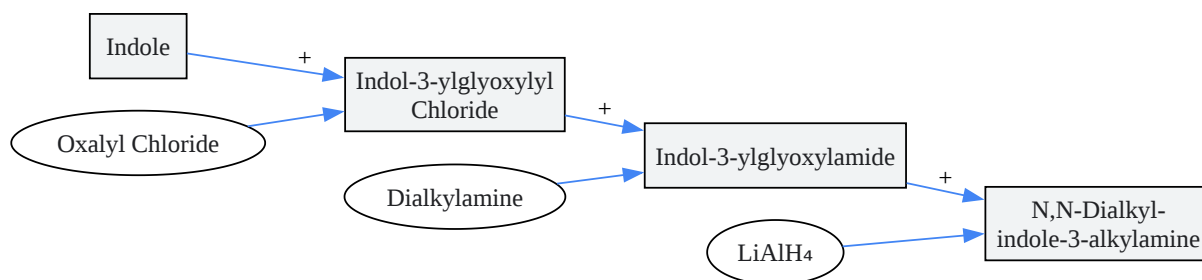 Indole
+
Oxalyl Chloride
Indol-3-ylglyoxylyl
Chloride
+
Dialkylamine
Indol-3-ylglyoxylamide
+
LiAlH₄
N,N-Dialkyl-
indole-3-alkylamine